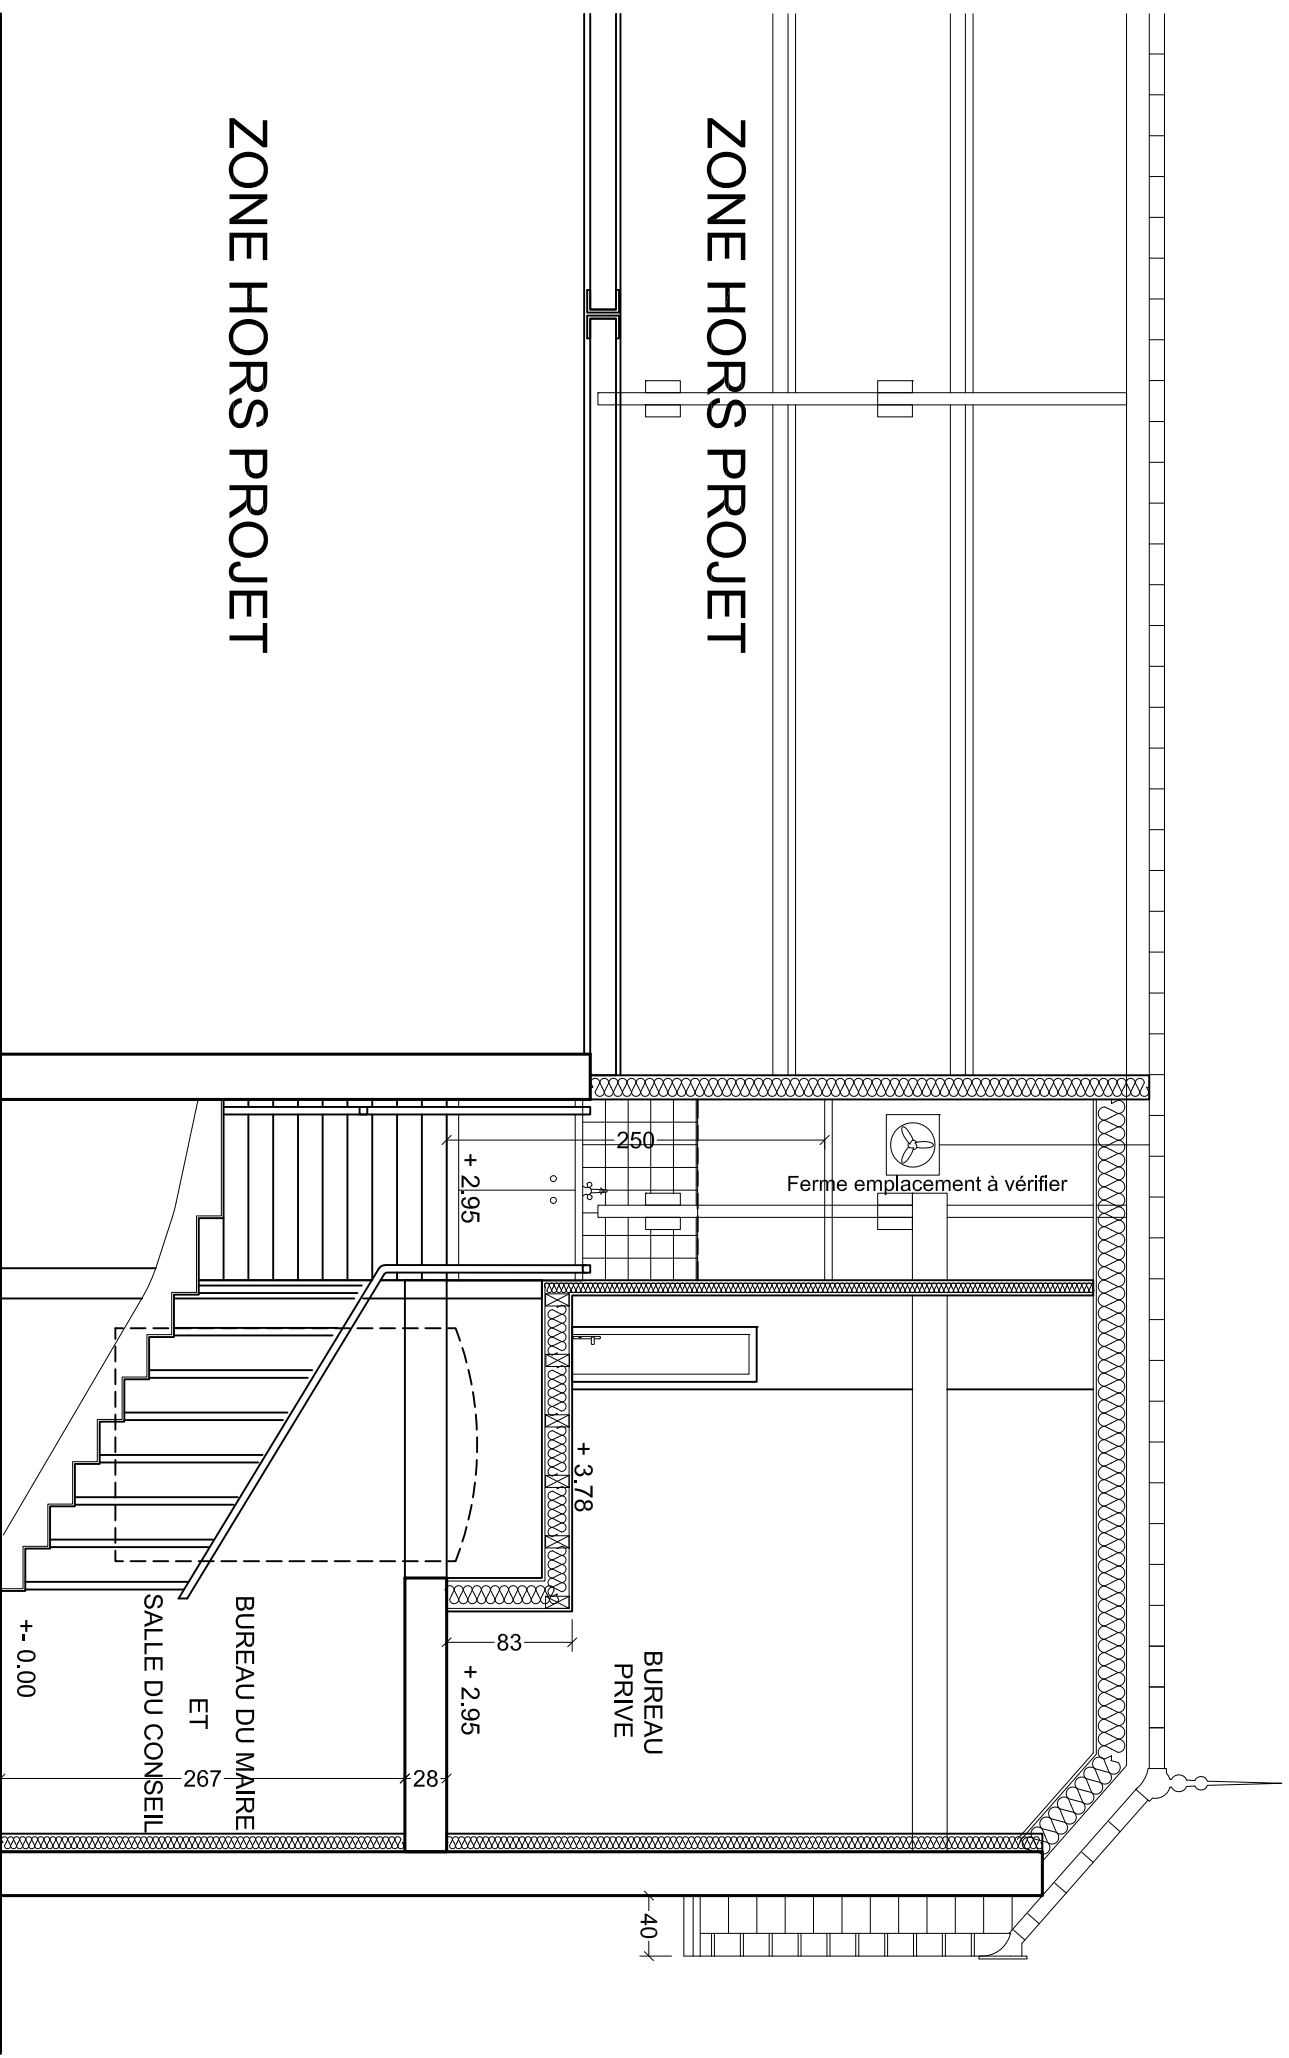 ZONE HORS PROJET
ZONE HORS PROJET
250
Ferme emplacement à vérifier
+ 2.95
+ 3.78
BUREAU
PRIVE
83
+ 2.95
BUREAU DU MAIRE
ET
SALLE DU CONSEIL
+- 0.00
267
28
40